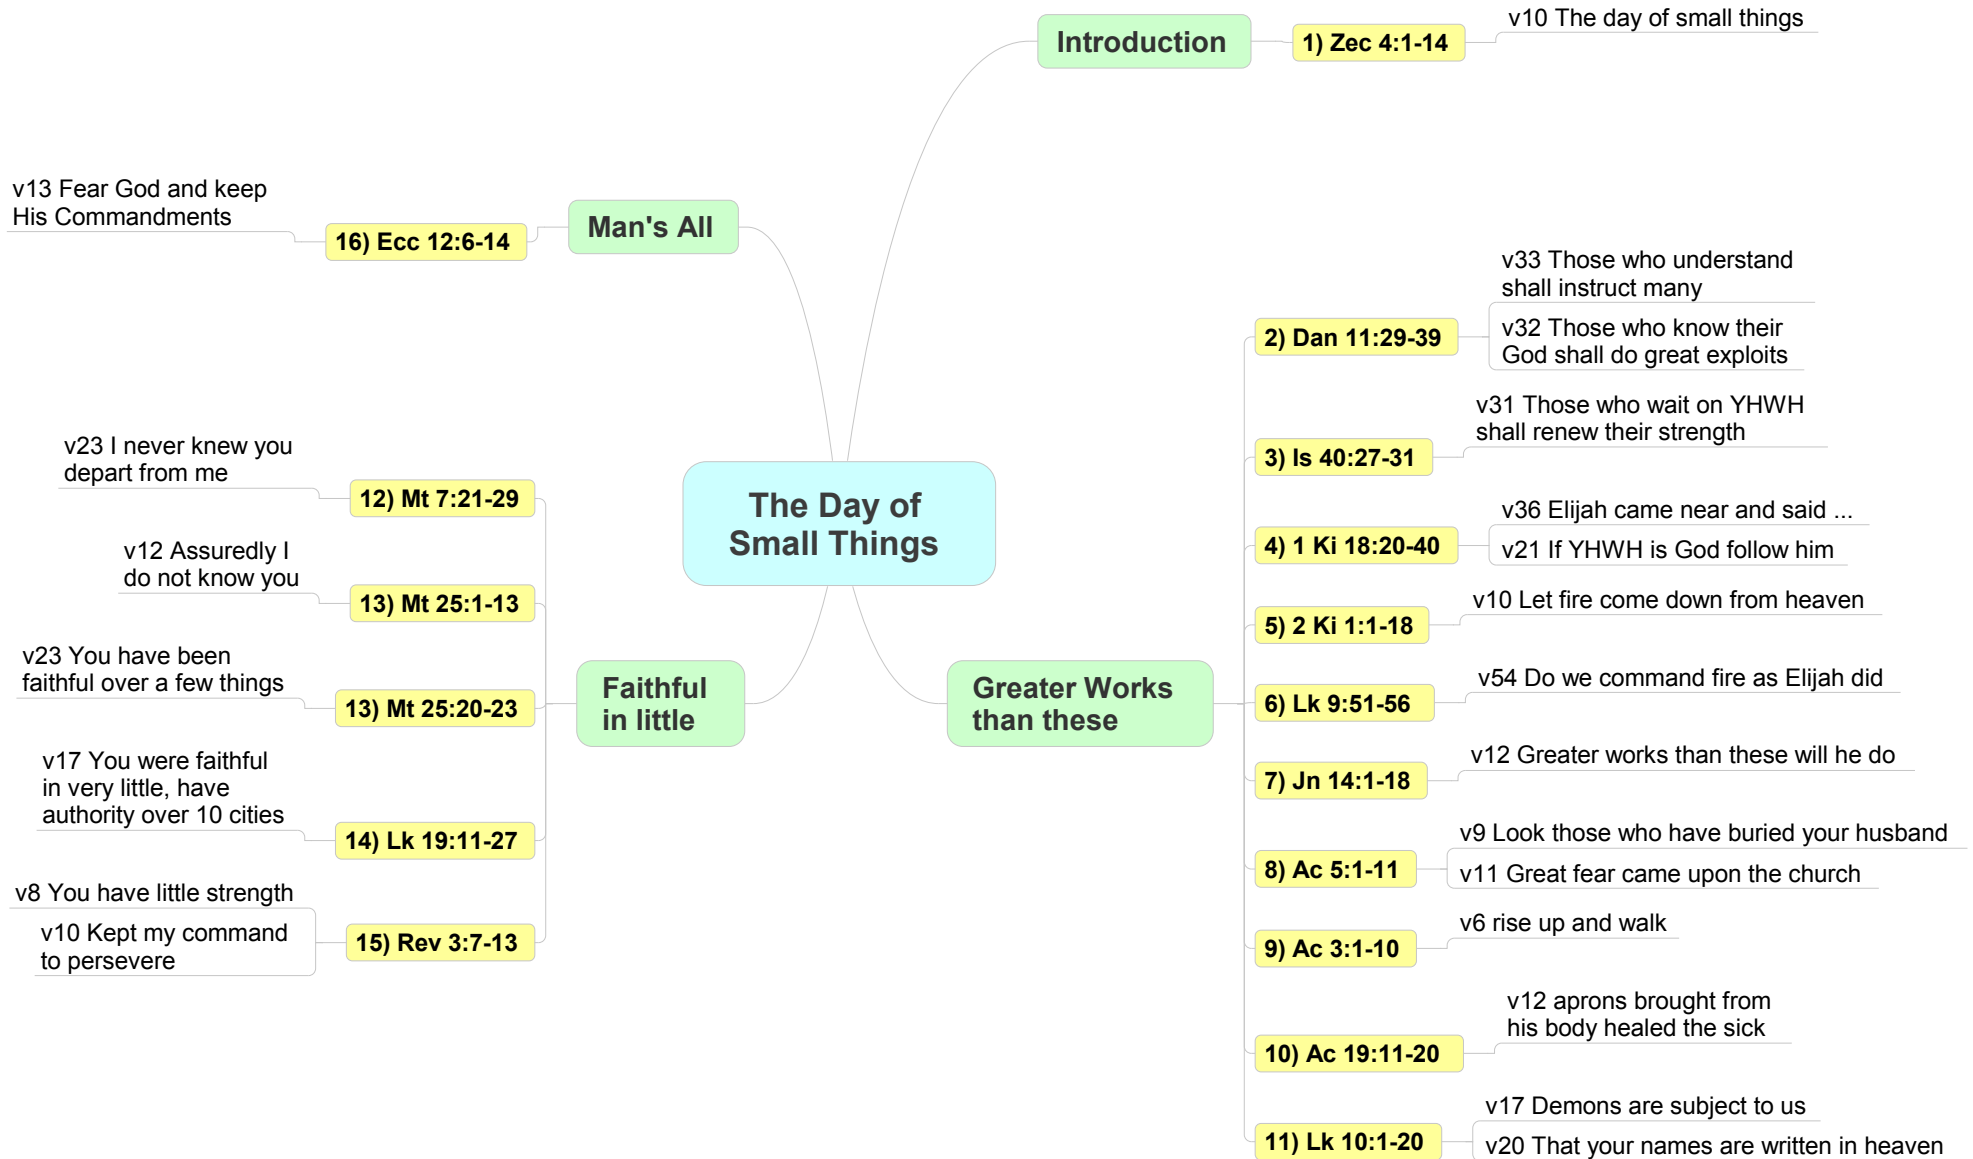 The Day of
Small Things
Introduction
1) Zec 4:1-14
v10 The day of small things
Greater Works
than these
2) Dan 11:29-39
v33 Those who understand
shall instruct many
v32 Those who know their
God shall do great exploits
3) Is 40:27-31
v31 Those who wait on YHWH
shall renew their strength
4) 1 Ki 18:20-40
v36 Elijah came near and said ...
v21 If YHWH is God follow him
5) 2 Ki 1:1-18
v10 Let fire come down from heaven
6) Lk 9:51-56
v54 Do we command fire as Elijah did
7) Jn 14:1-18
v12 Greater works than these will he do
8) Ac 5:1-11
v9 Look those who have buried your husband
v11 Great fear came upon the church
9) Ac 3:1-10
v6 rise up and walk
10) Ac 19:11-20
v12 aprons brought from
his body healed the sick
11) Lk 10:1-20
v17 Demons are subject to us
v20 That your names are written in heaven
Faithful
in little
12) Mt 7:21-29
v23 I never knew you
depart from me
13) Mt 25:1-13
v12 Assuredly I
do not know you
13) Mt 25:20-23
v23 You have been
faithful over a few things
14) Lk 19:11-27
v17 You were faithful
in very little, have
authority over 10 cities
15) Rev 3:7-13
v8 You have little strength
v10 Kept my command
to persevere
Man's All
16) Ecc 12:6-14
v13 Fear God and keep
His Commandments